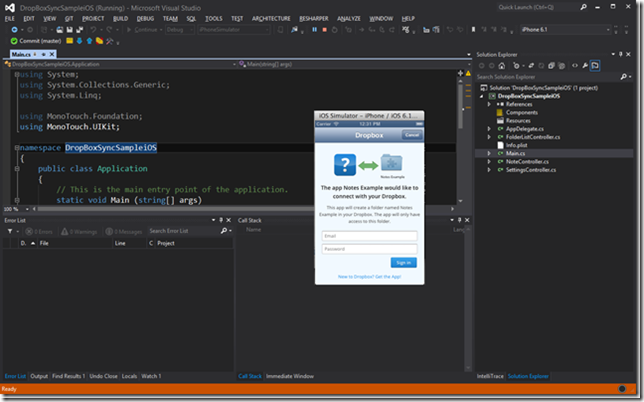 DropBoxSyncSampleiOS (Running) - Microsoft Visual Studio
Quick Launch (Ctrl+Q)
FILE EDIT VIEW PROJECT BUILD DEBUG TEAM SQL TOOLS TEST ARCHITECTURE RESHARPER ANALYZE WINDOW HELP
Continue Debug iPhoneSimulator iPhone 6.1
Commit (master)
Main.cs
DropBoxSyncSampleiOS.Application
Main(string[] args)
using System;
using System.Collections.Generic;
using System.Linq;
using MonoTouch.Foundation;
using MonoTouch.UIKit;
namespace DropBoxSyncSampleiOS
{
public class Application
{
// This is the main entry point of the application.
static void Main (string[] args)
100 %
iOS Simulator - iPhone / iOS 6.1...
Carrier 12:31 PM
Dropbox
Cancel
Notes Example
The app Notes Example would like to
connect with your Dropbox.
This app will create a folder named Notes
Example in your Dropbox. The app will only have
access to this folder.
Email
Password
Sign in
New to Dropbox? Get the App!
Solution Explorer
Search Solution Explorer
Solution 'DropBoxSyncSampleiOS' (1 project)
DropBoxSyncSampleiOS
References
Components
Resources
AppDelegate.cs
FolderListController.cs
Info.plist
Main.cs
NoteController.cs
SettingsController.cs
Error List
0 Errors 0 Warnings 0 Messages Search Error List
D. File Line C Project
Call Stack
Name Lang
Error List Output Find Results 1 Undo Close Locals Watch 1
Call Stack Immediate Window
IntelliTrace Solution Explorer
Ready